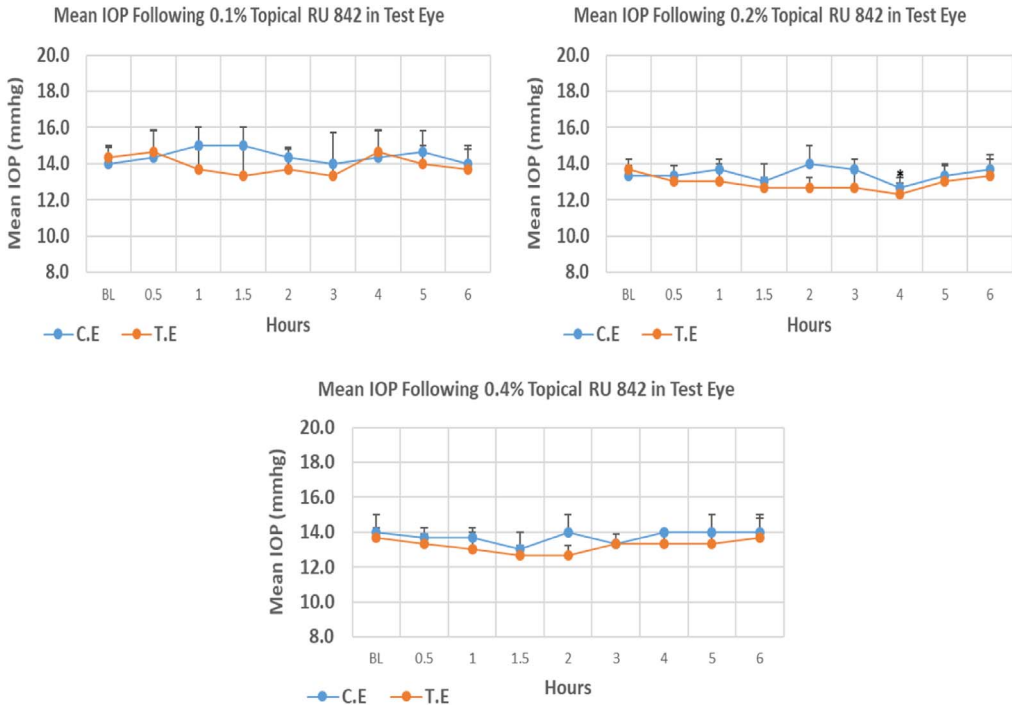 Mean IOP Following 0.1% Topical RU 842 in Test Eye
20.0
18.0
16.0
14.0
12.0
10.0
8.0
Mean IOP (mmhg)
BL 0.5 1 1.5 2 3 4 5 6
Hours
C.E T.E
Mean IOP Following 0.2% Topical RU 842 in Test Eye
20.0
18.0
16.0
14.0
12.0
10.0
8.0
Mean IOP (mmhg)
*
BL 0.5 1 1.5 2 3 4 5 6
Hours
C.E T.E
Mean IOP Following 0.4% Topical RU 842 in Test Eye
20.0
18.0
16.0
14.0
12.0
10.0
8.0
Mean IOP (mmhg)
BL 0.5 1 1.5 2 3 4 5 6
Hours
C.E T.E